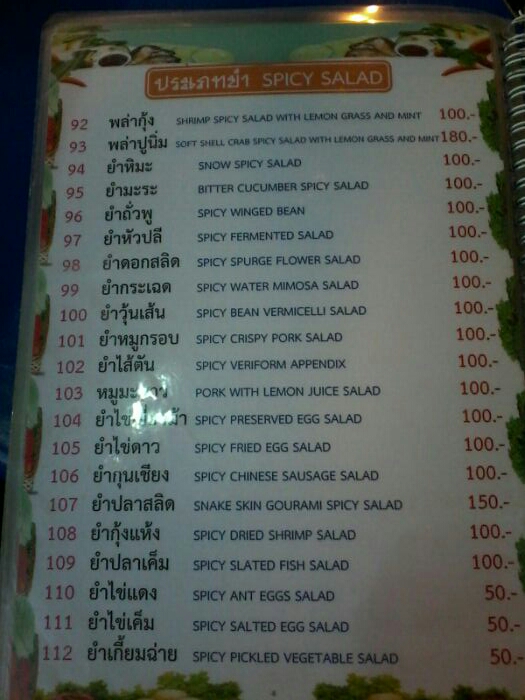 ประเภทยำ SPICY SALAD
92 พล่ากุ้ง SHRIMP SPICY SALAD WITH LEMON GRASS AND MINT 100.-
93 พล่าปูนิ่ม SOFT SHELL CRAB SPICY SALAD WITH LEMON GRASS AND MINT 180.-
94 ยำหิมะ SNOW SPICY SALAD 100.-
95 ยำมะระ BITTER CUCUMBER SPICY SALAD 100.-
96 ยำถั่วพู SPICY WINGED BEAN 100.-
97 ยำหัวปลี SPICY FERMENTED SALAD 100.-
98 ยำดอกสลิด SPICY SPURGE FLOWER SALAD 100.-
99 ยำกระเฉด SPICY WATER MIMOSA SALAD 100.-
100 ยำวุ้นเส้น SPICY BEAN VERMICELLI SALAD 100.-
101 ยำหมูกรอบ SPICY CRISPY PORK SALAD 100.-
102 ยำไส้ตัน SPICY VERIFORM APPENDIX 100.-
103 PORK WITH LEMON JUICE SALAD 100.-
104 SPICY PRESERVED EGG SALAD 100.-
105 ยำไข่ดาว SPICY FRIED EGG SALAD 100.-
106 ยำกุนเชียง SPICY CHINESE SAUSAGE SALAD 100.-
107 ยำปลาสลิด SNAKE SKIN GOURAMI SPICY SALAD 150.-
108 ยำกุ้งแห้ง SPICY DRIED SHRIMP SALAD 100.-
109 ยำปลาเค็ม SPICY SLATED FISH SALAD 100.-
110 ยำไข่แดง SPICY ANT EGGS SALAD 50.-
111 ยำไข่เค็ม SPICY SALTED EGG SALAD 50.-
112 ยำเกี้ยมฉ่าย SPICY PICKLED VEGETABLE SALAD 50.-